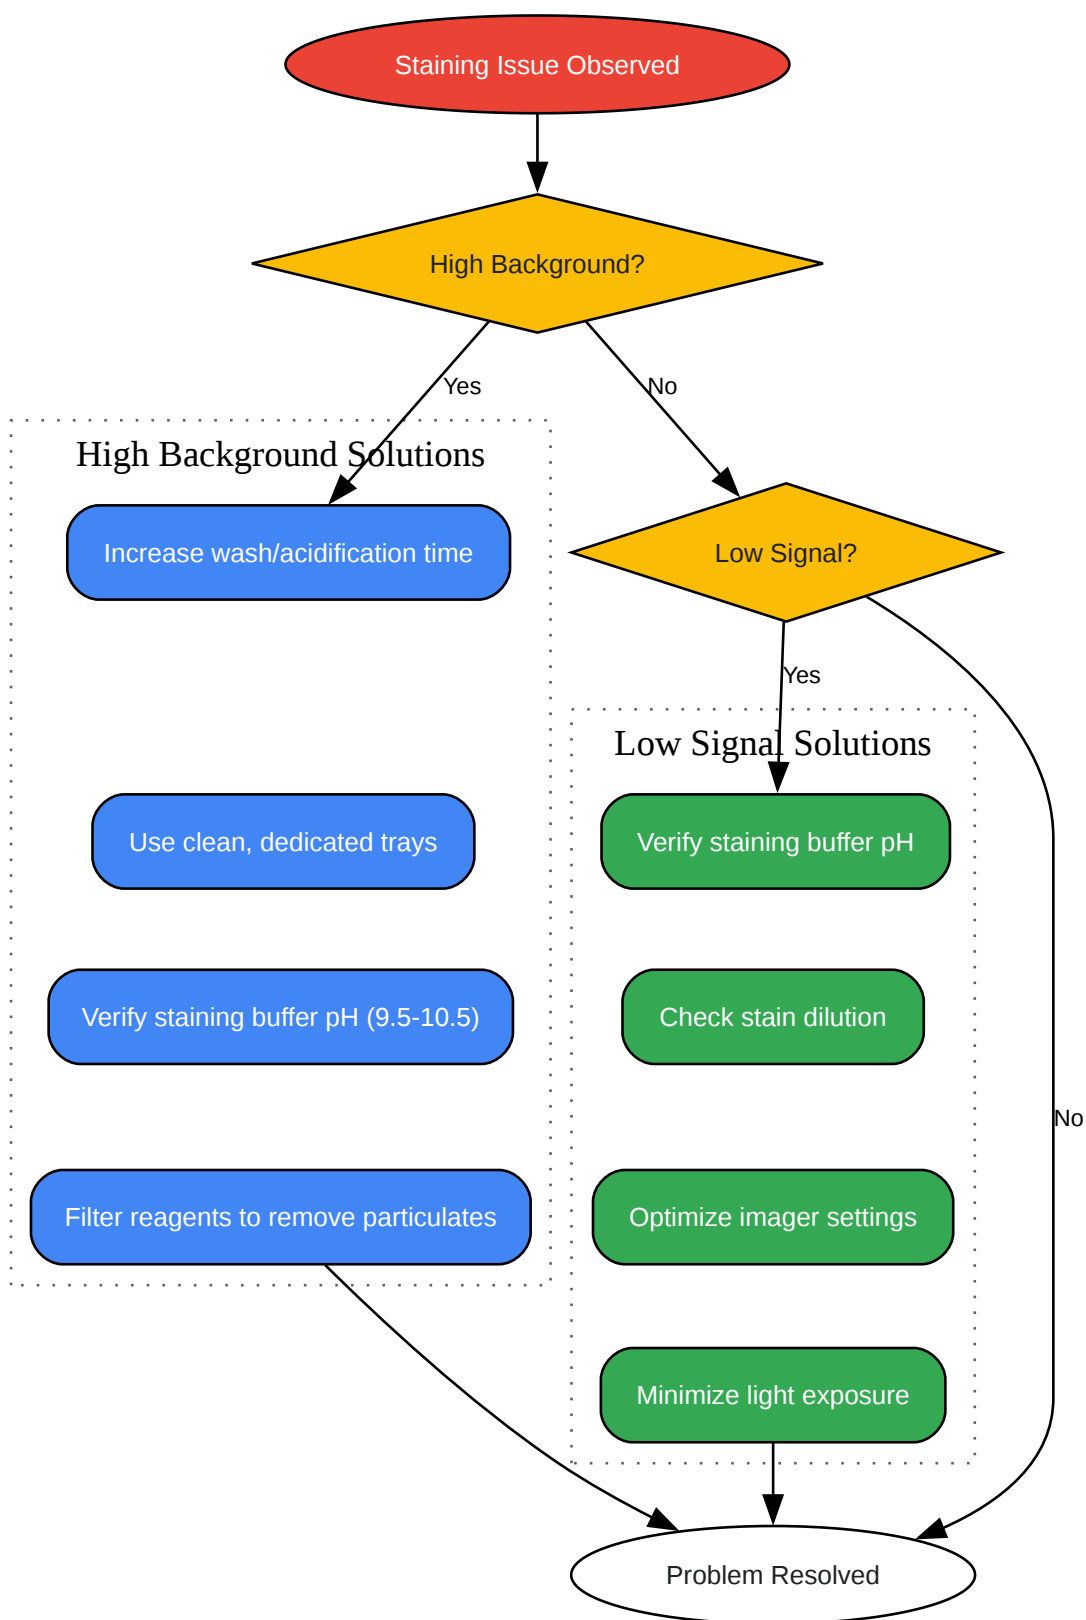 Staining Issue Observed
High Background?
Yes
No
High Background Solutions
Increase wash/acidification time
Low Signal?
Yes
Low Signal Solutions
Use clean, dedicated trays
Verify staining buffer pH
Verify staining buffer pH (9.5-10.5)
Check stain dilution
No
Filter reagents to remove particulates
Optimize imager settings
Minimize light exposure
Problem Resolved